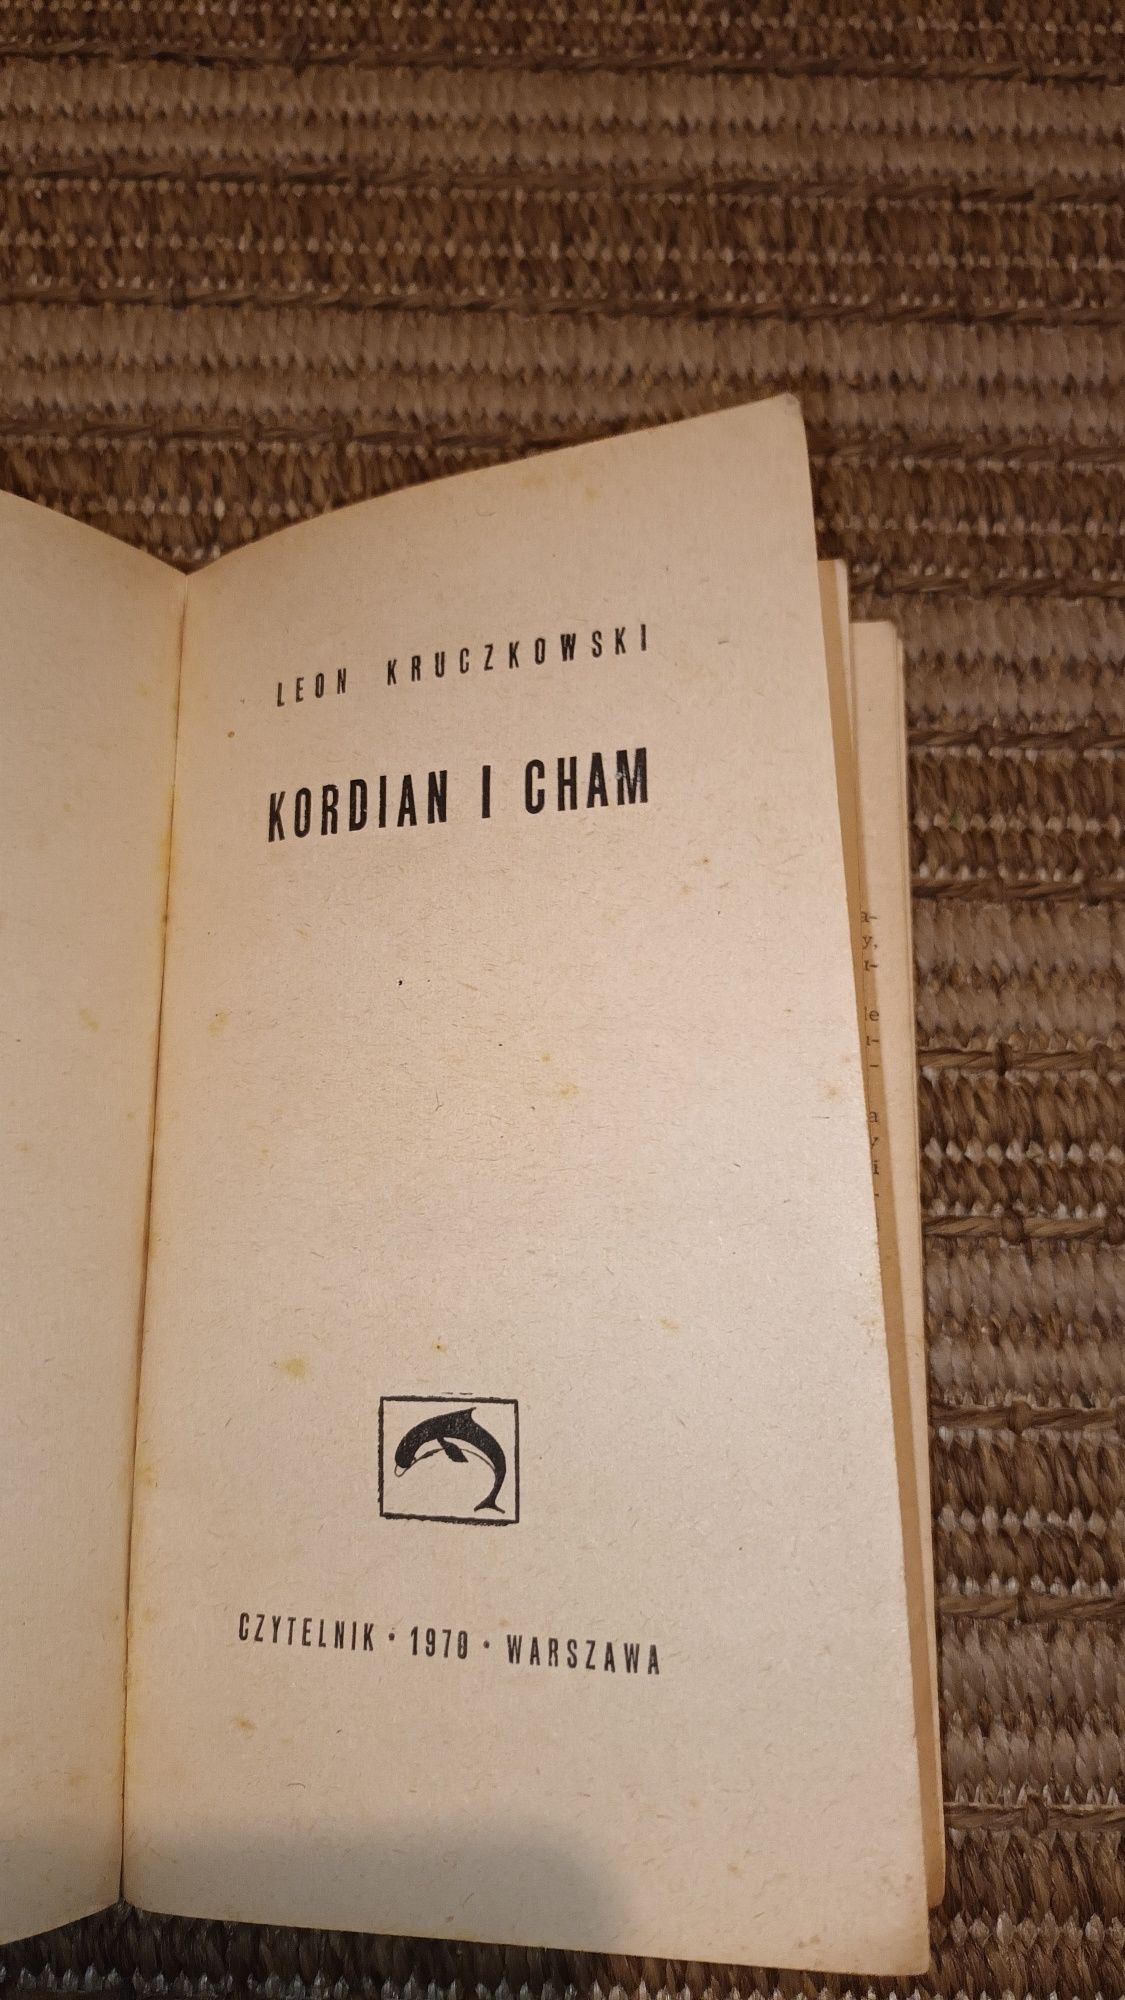 LEON KRUCZKOWSKI
KORDIAN I CHAM
CZYTELNIK • 1970 • WARSZAWA